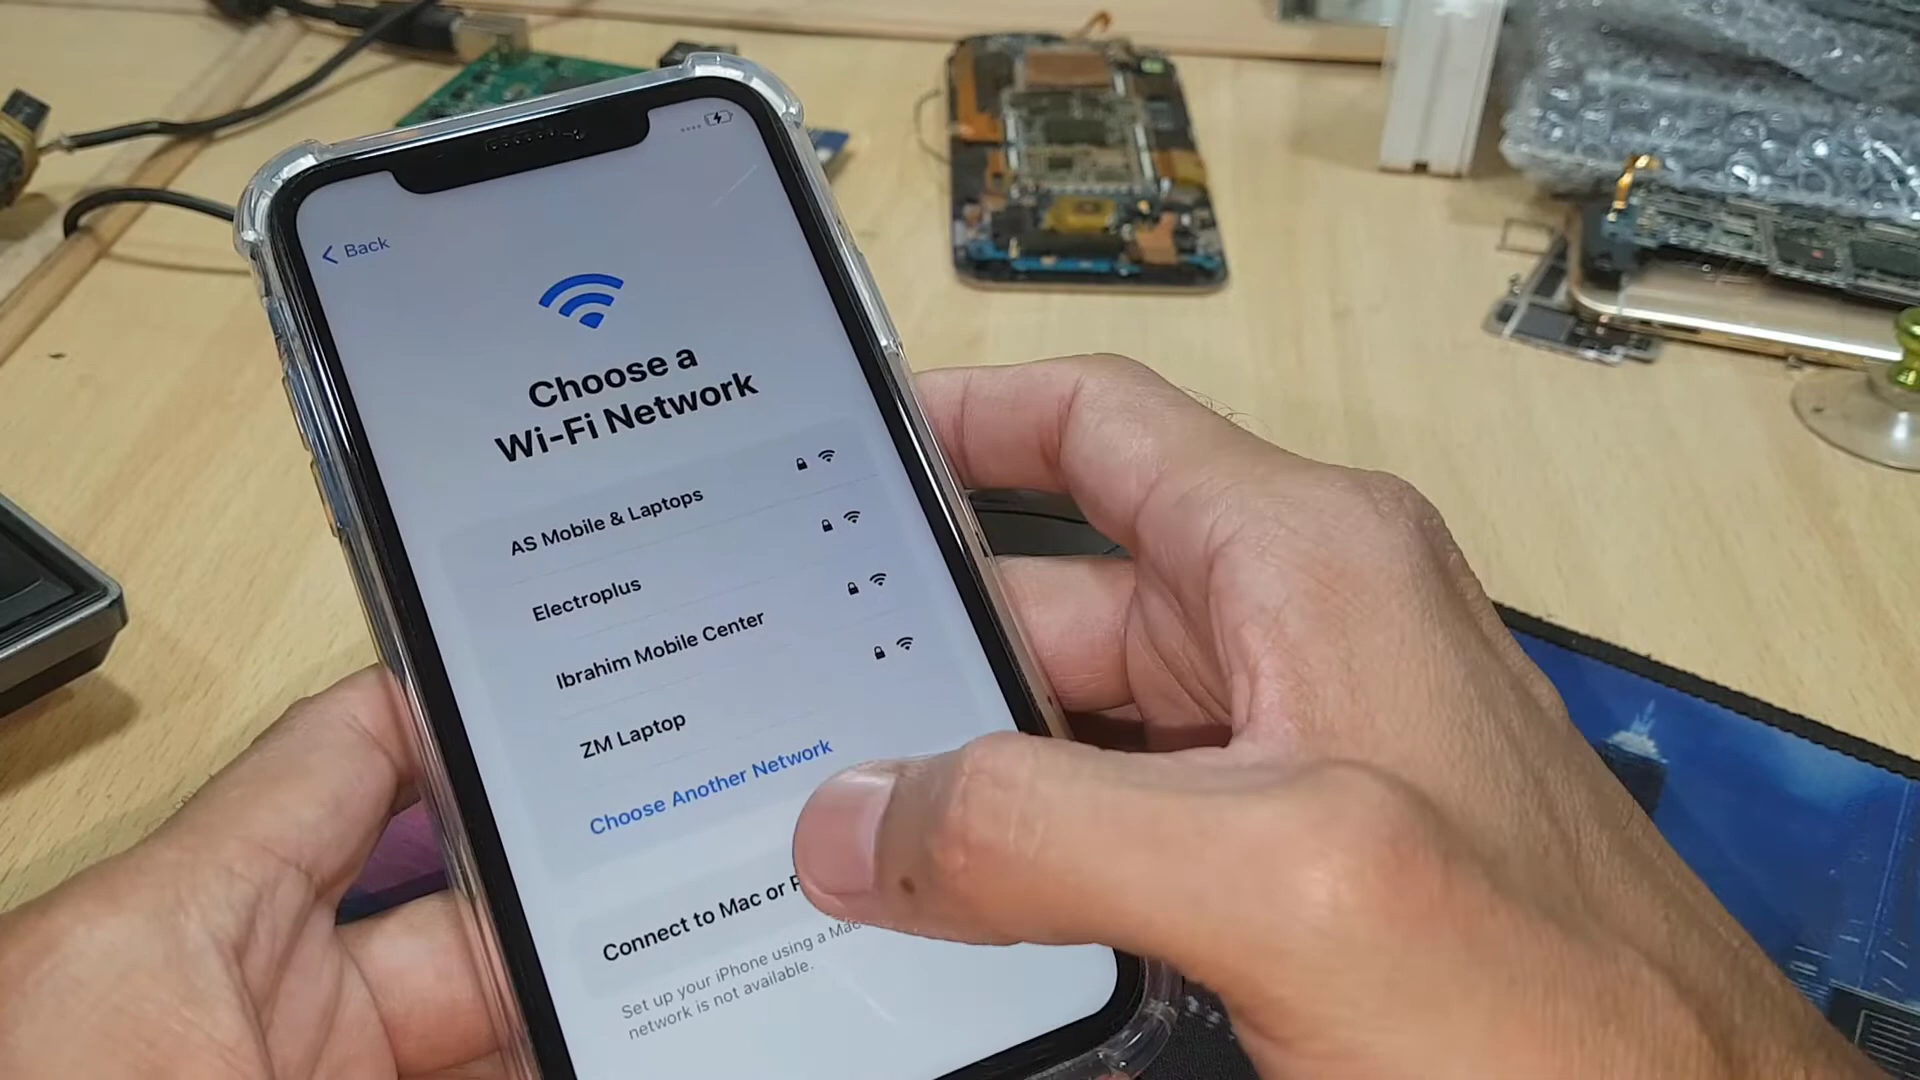 Back
Choose a
Wi-Fi Network
AS Mobile & Laptops
Electroplus
Ibrahim Mobile Center
ZM Laptop
Choose Another Network
Connect to Mac or
Set up your iPhone using a Mac
network is not available.